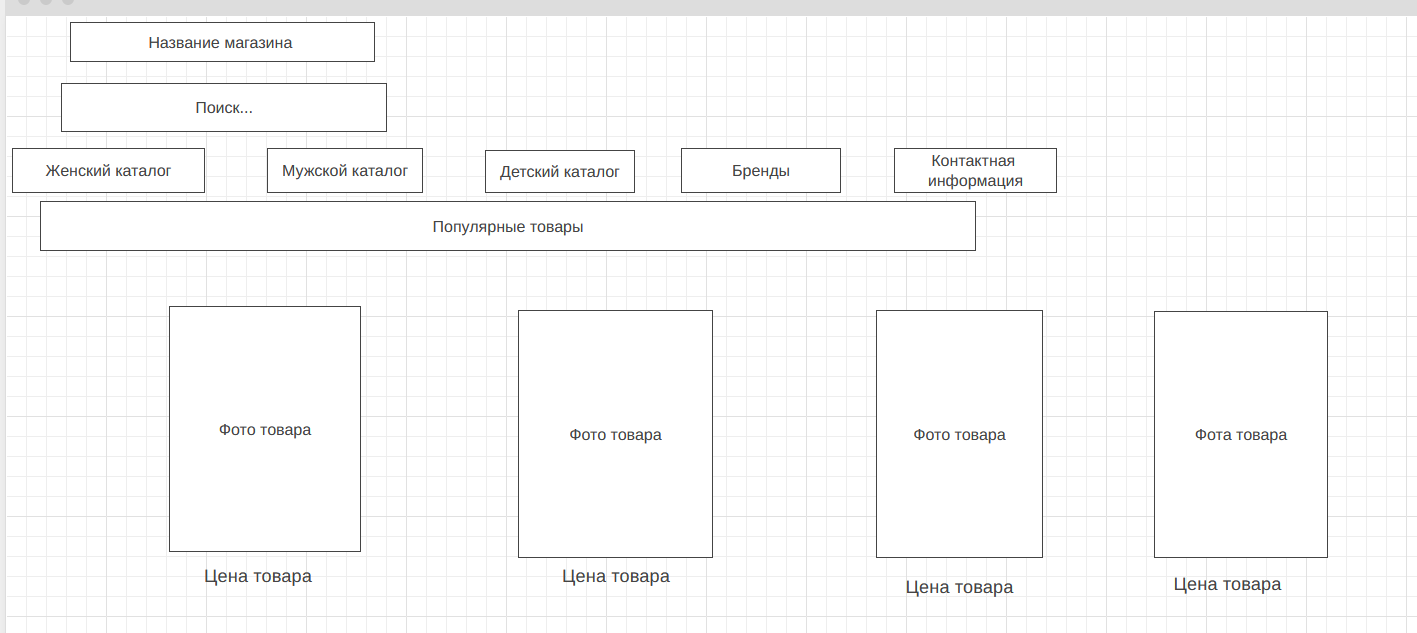 Название магазина
Поиск...
Женский каталог
Мужской каталог
Детский каталог
Бренды
Контактная
информация
Популярные товары
Фото товара
Фото товара
Фото товара
Фота товара
Цена товара
Цена товара
Цена товара
Цена товара